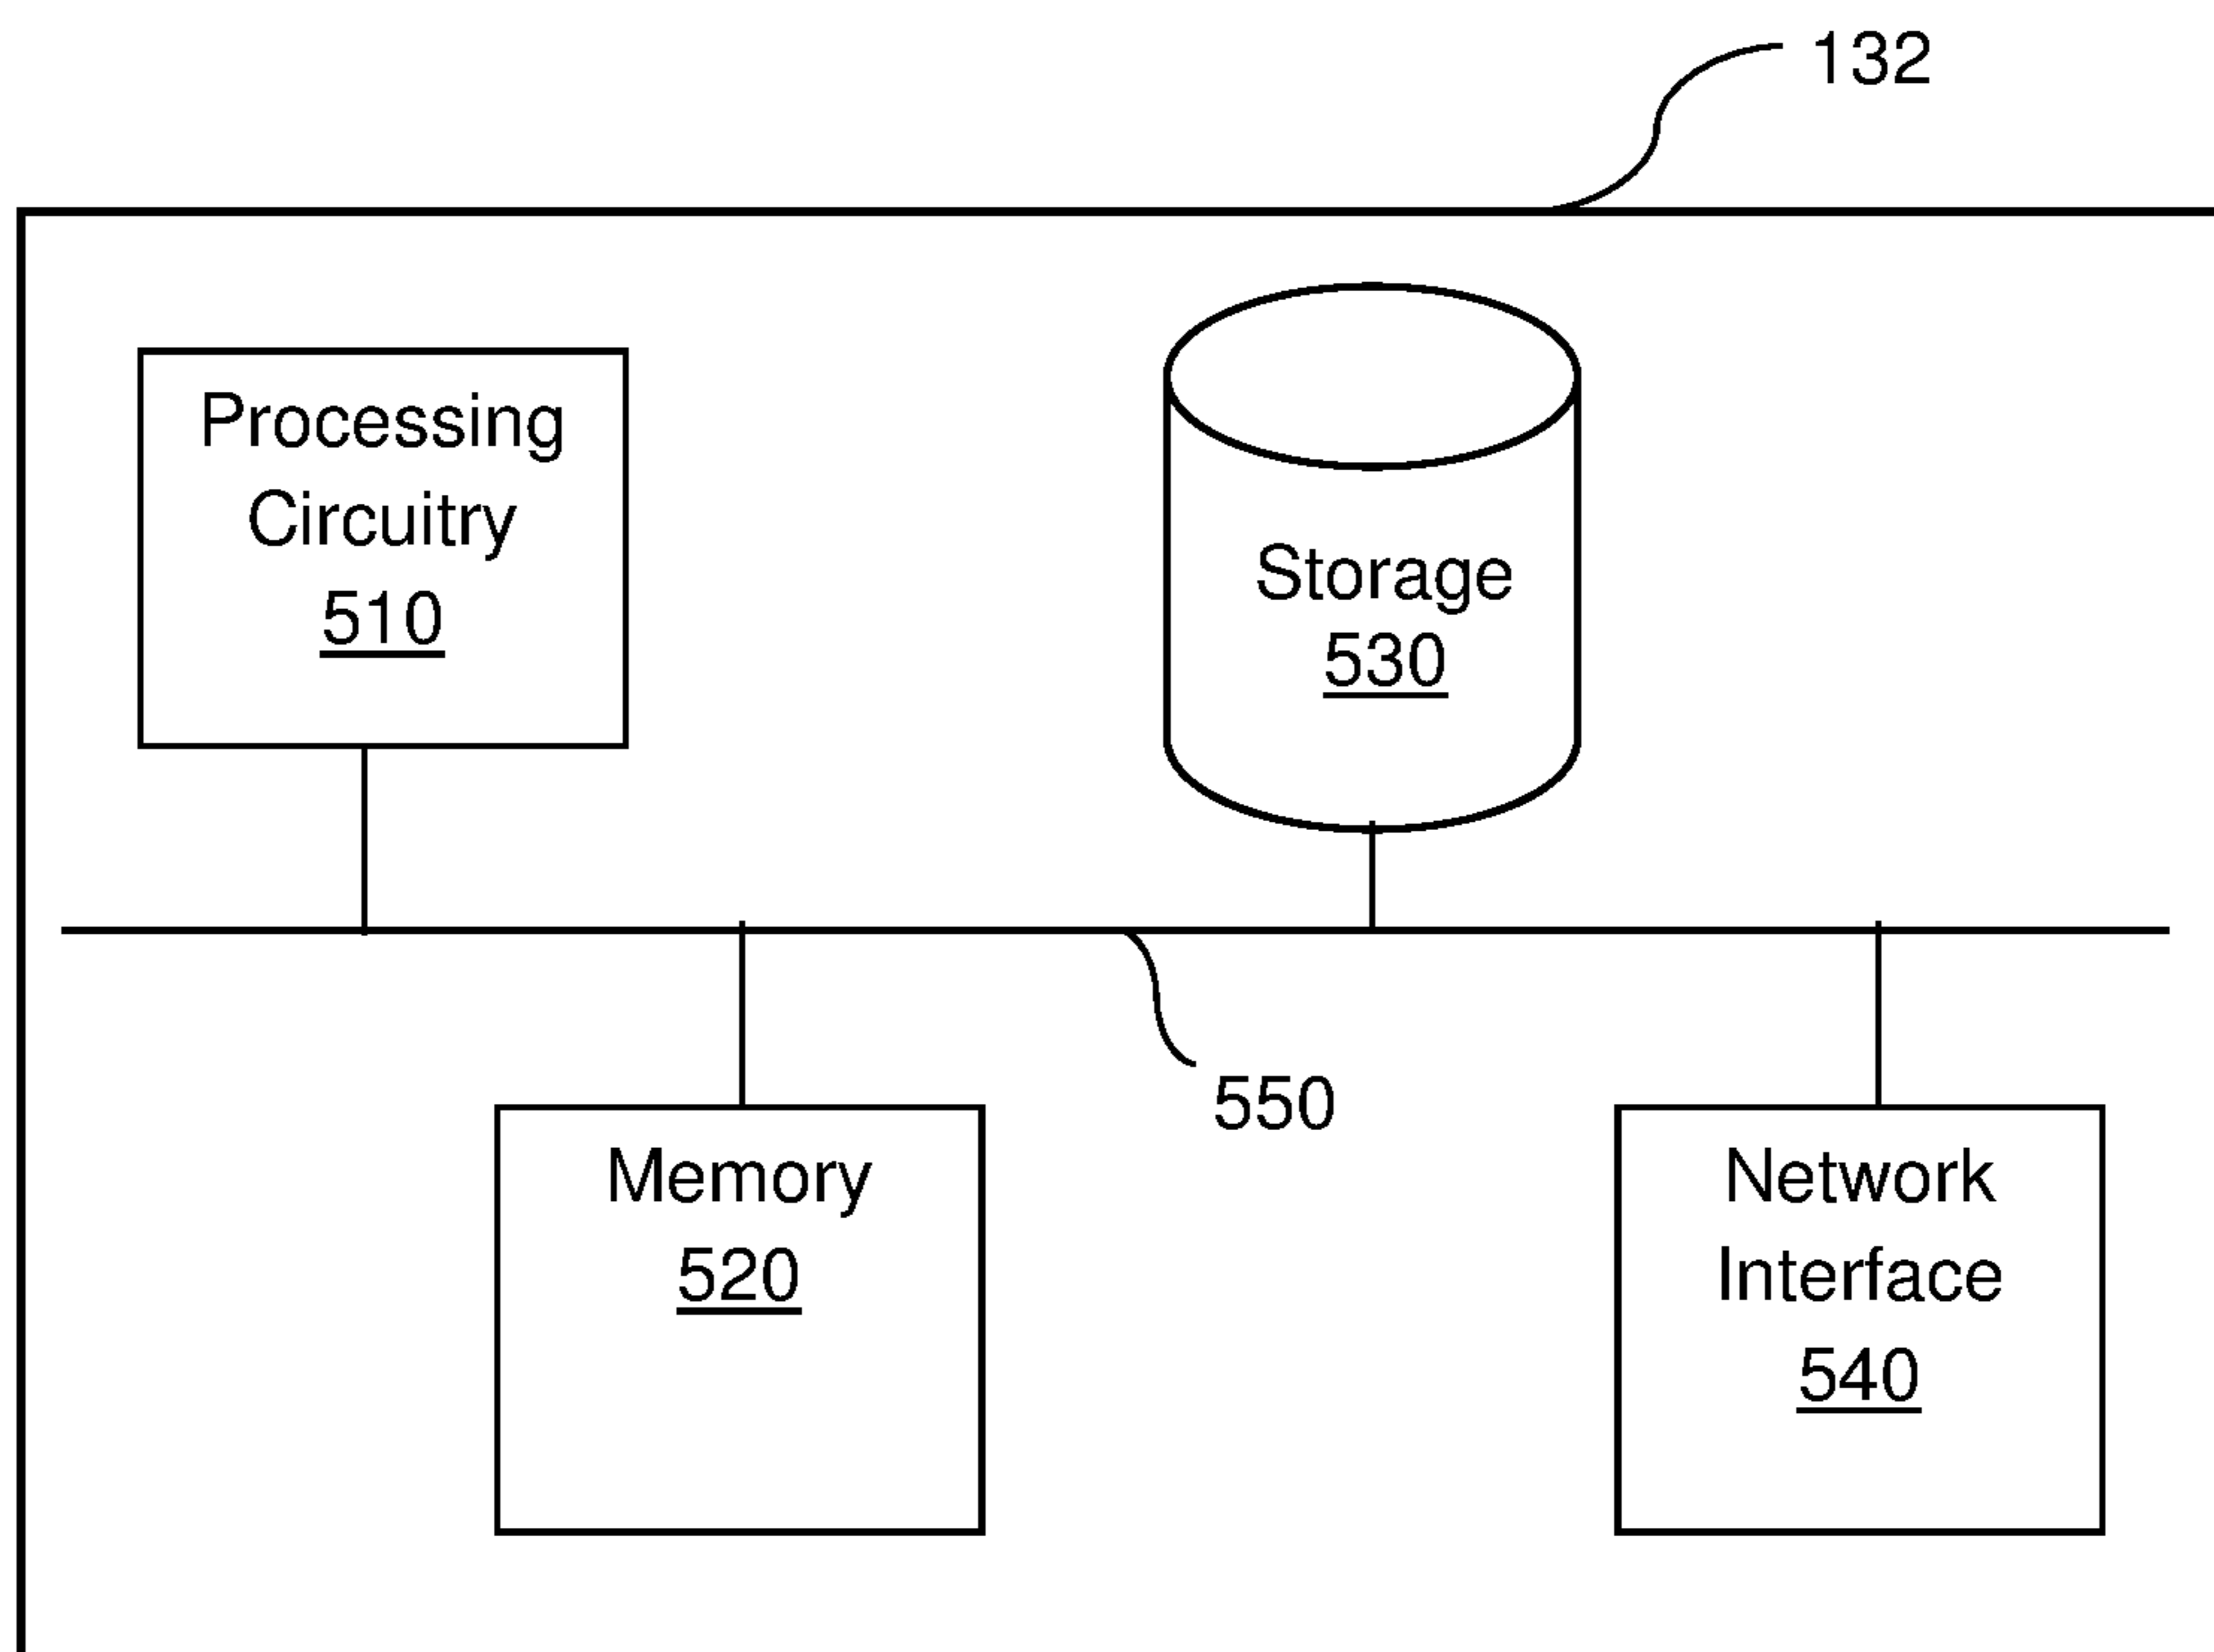 132
Processing
Circuitry
510
Storage
530
550
Memory
520
Network
Interface
540